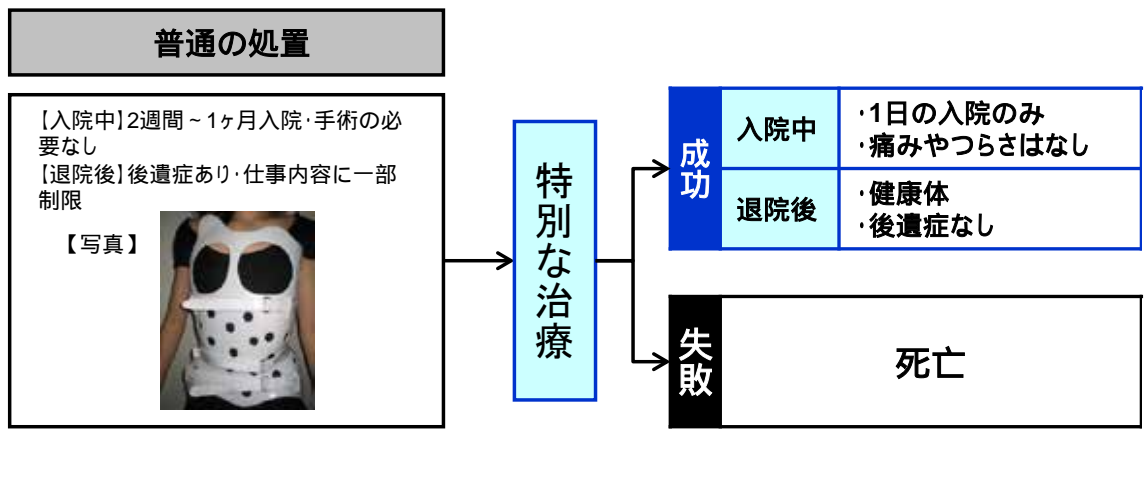 普通の処置
【入院中】2週間~1ヶ月入院・手術の必
要なし
【退院後】後遺症あり・仕事内容に一部
制限
【写真】
特別な治療
成功
入院中
・1日の入院のみ
・痛みやつらさはなし
退院後
・健康体
・後遺症なし
失敗
死亡